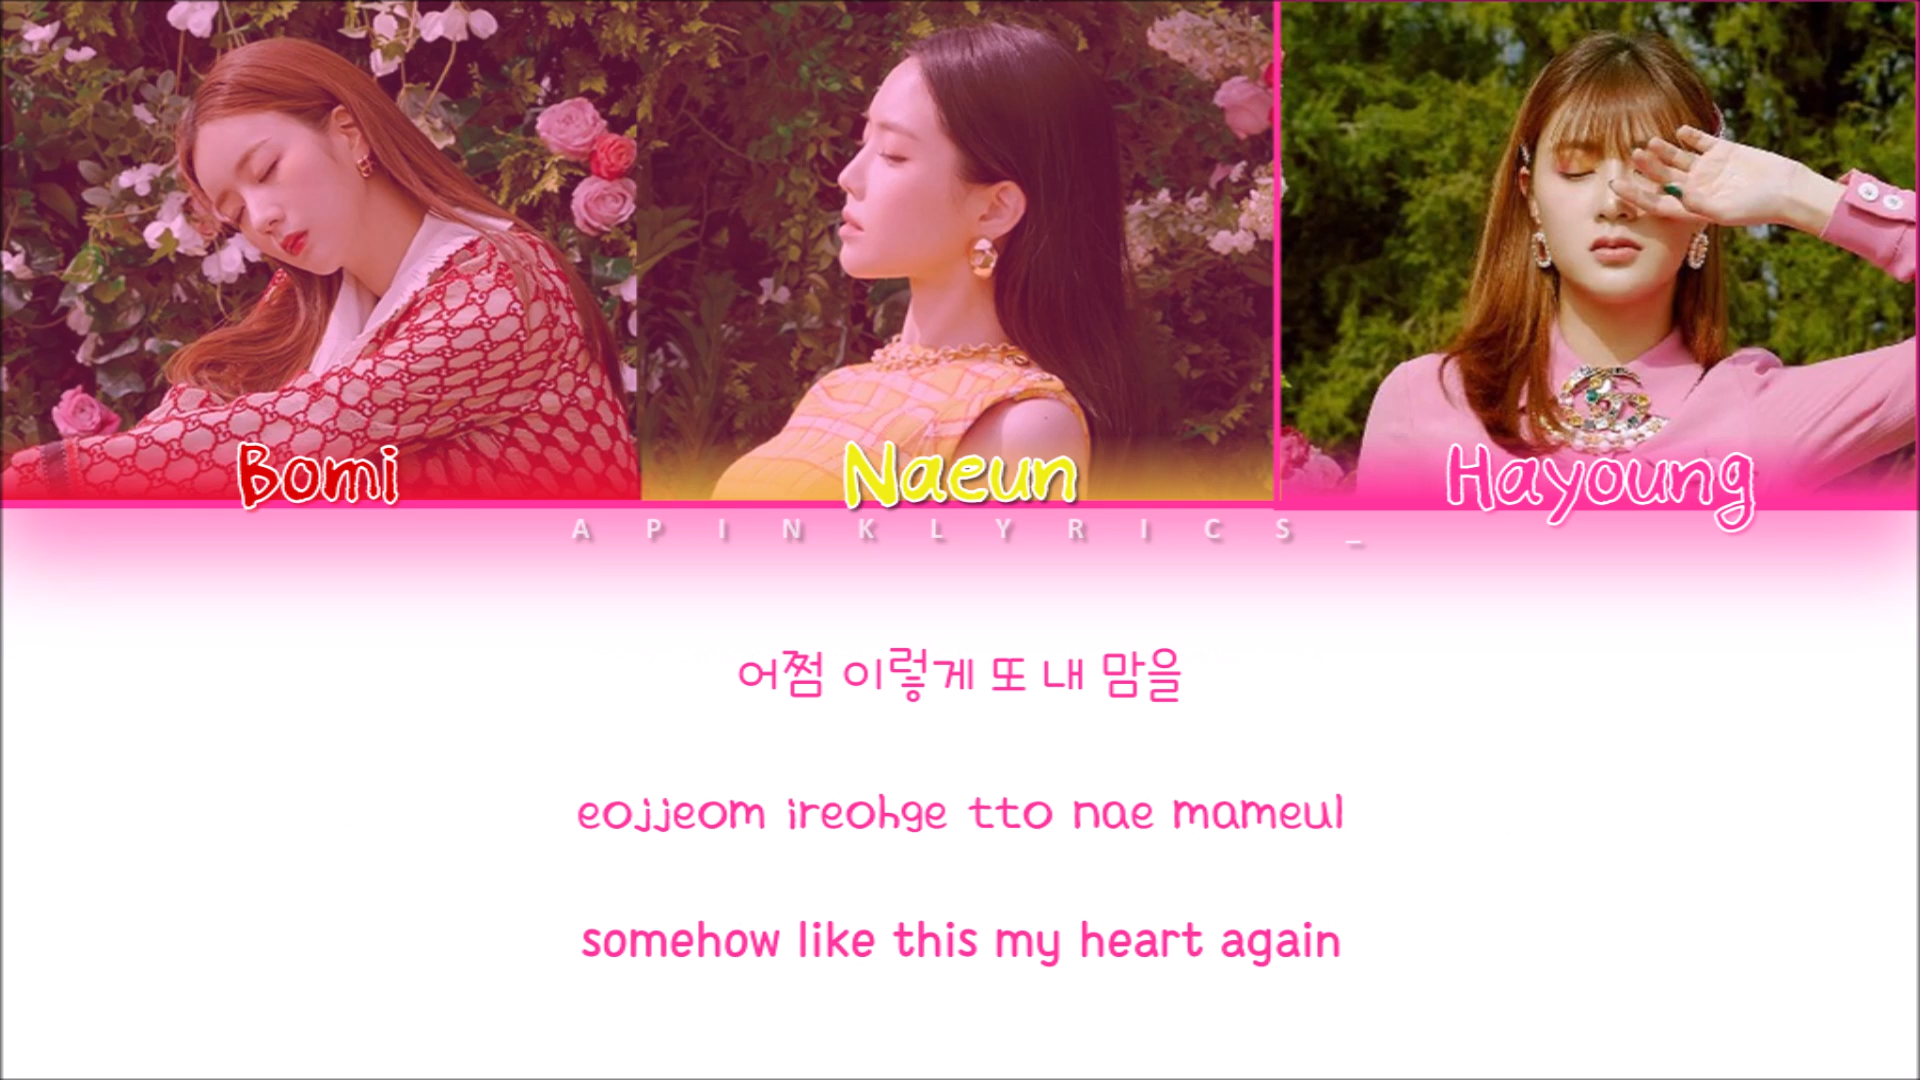 Bomi
Naeun
Hayoung
APINKLYRICS_
어쩜 이렇게 또 내 맘을
eojjeom ireohge tto nae mameul
somehow like this my heart again